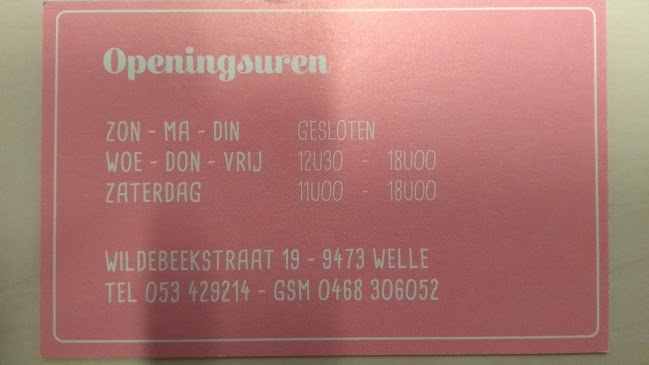 Openingsuren
ZON - MA - DIN GESLOTEN
WOE - DON - VRIJ 12U30 - 18U00
ZATERDAG 11U00 - 18U00
WILDEBEEKSTRAAT 19 - 9473 WELLE
TEL 053 429214 - GSM 0468 306052